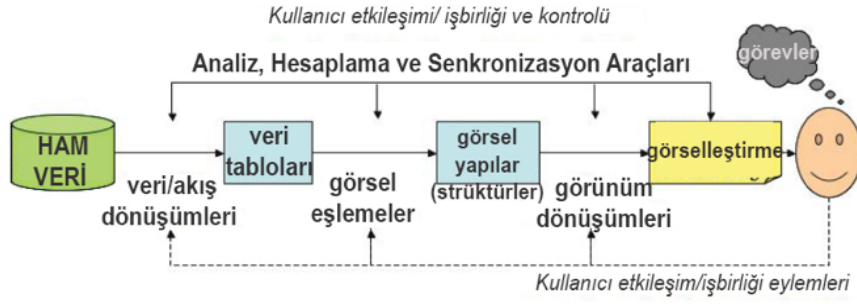 Kullanıcı etkileşimi/ işbirliği ve kontrolü
görevler
Analiz, Hesaplama ve Senkronizasyon Araçları
HAM
VERİ
veri/akış
dönüşümleri
veri
tabloları
görsel
eşlemeler
görsel
yapılar
(strüktürler)
görünüm
dönüşümleri
görselleştirme
Kullanıcı etkileşim/işbirliği eylemleri